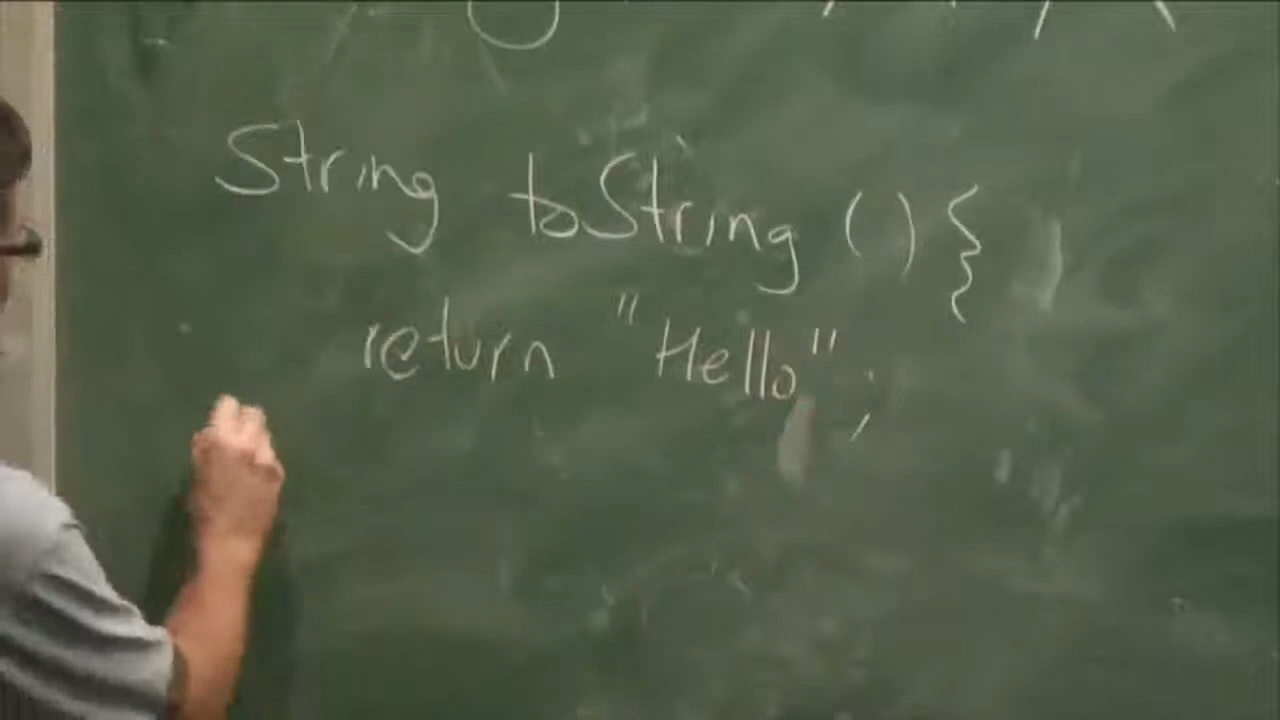 String toString () {
return "Hello";